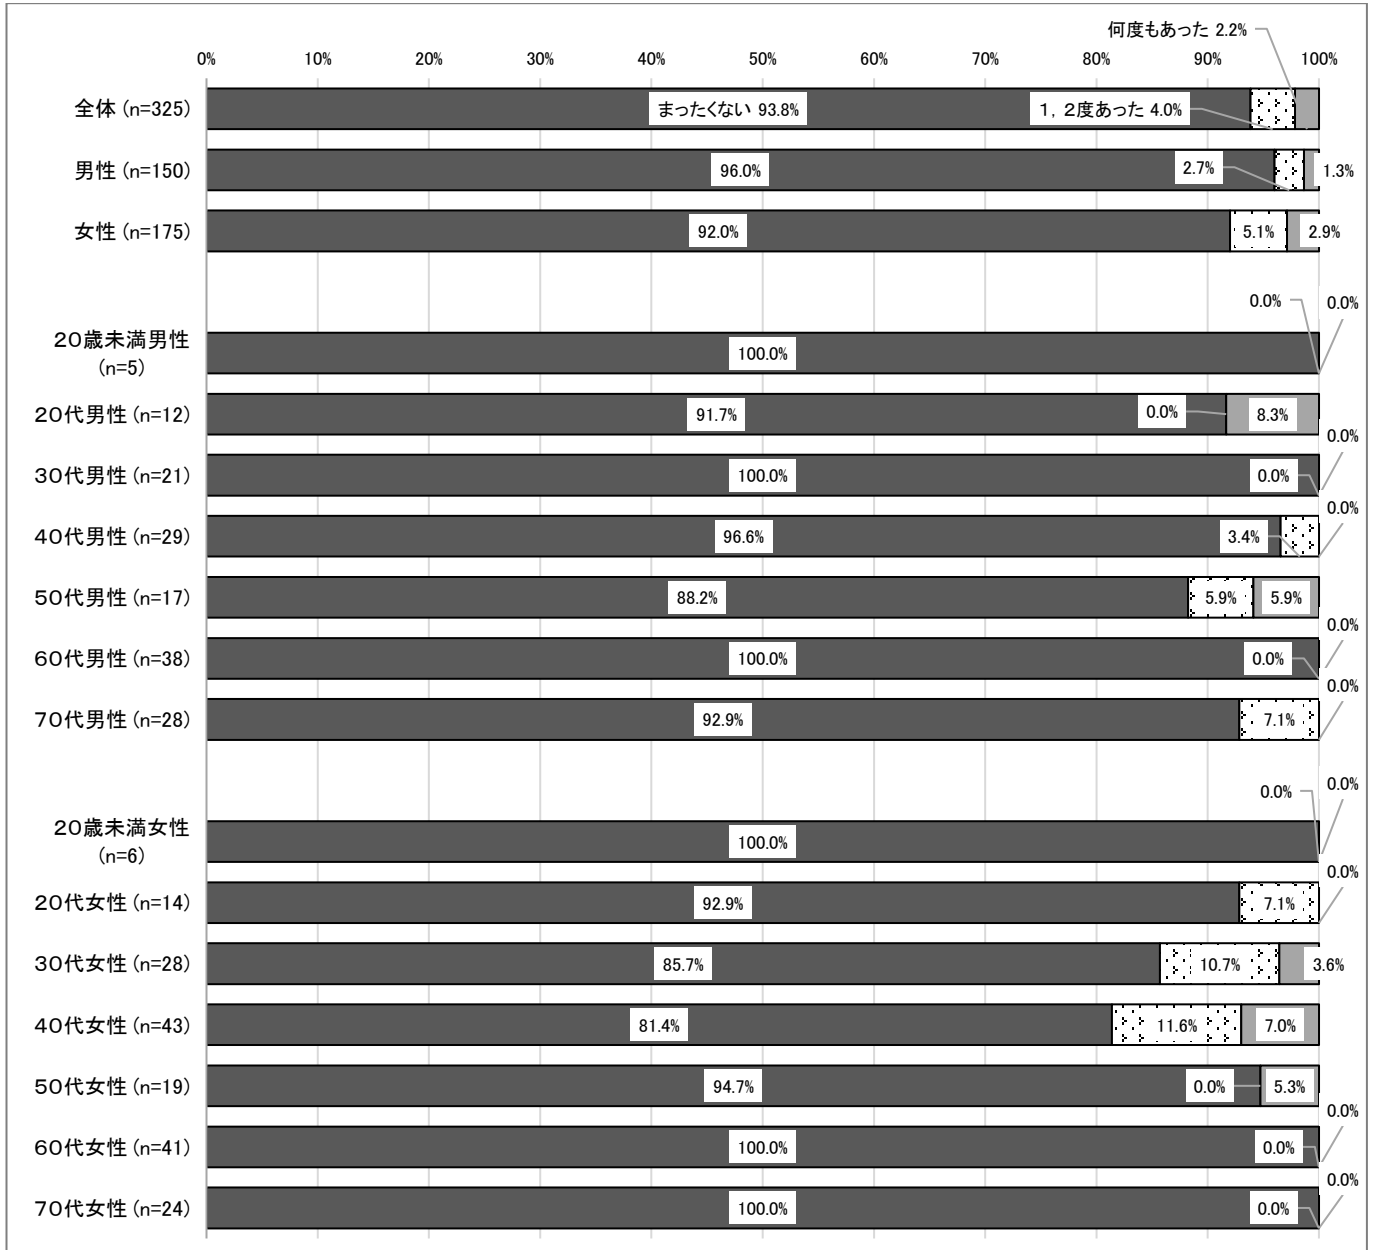 何度もあった 2.2%
0% 10% 20% 30% 40% 50% 60% 70% 80% 90% 100%
全体 (n=325) まったくない 93.8% 1，2度あった 4.0%
男性 (n=150) 96.0% 2.7% 1.3%
女性 (n=175) 92.0% 5.1% 2.9%
0.0% 0.0%
20歳未満男性
(n=5)
100.0%
20代男性 (n=12) 91.7% 0.0% 8.3%
0.0%
30代男性 (n=21) 100.0% 0.0%
0.0%
40代男性 (n=29) 96.6% 3.4%
50代男性 (n=17) 88.2% 5.9% 5.9%
0.0%
60代男性 (n=38) 100.0% 0.0%
0.0%
70代男性 (n=28) 92.9% 7.1%
0.0% 0.0%
20歳未満女性
(n=6)
100.0%
0.0%
20代女性 (n=14) 92.9% 7.1%
30代女性 (n=28) 85.7% 10.7% 3.6%
40代女性 (n=43) 81.4% 11.6% 7.0%
50代女性 (n=19) 94.7% 0.0% 5.3%
0.0%
60代女性 (n=41) 100.0% 0.0%
0.0%
70代女性 (n=24) 100.0% 0.0%